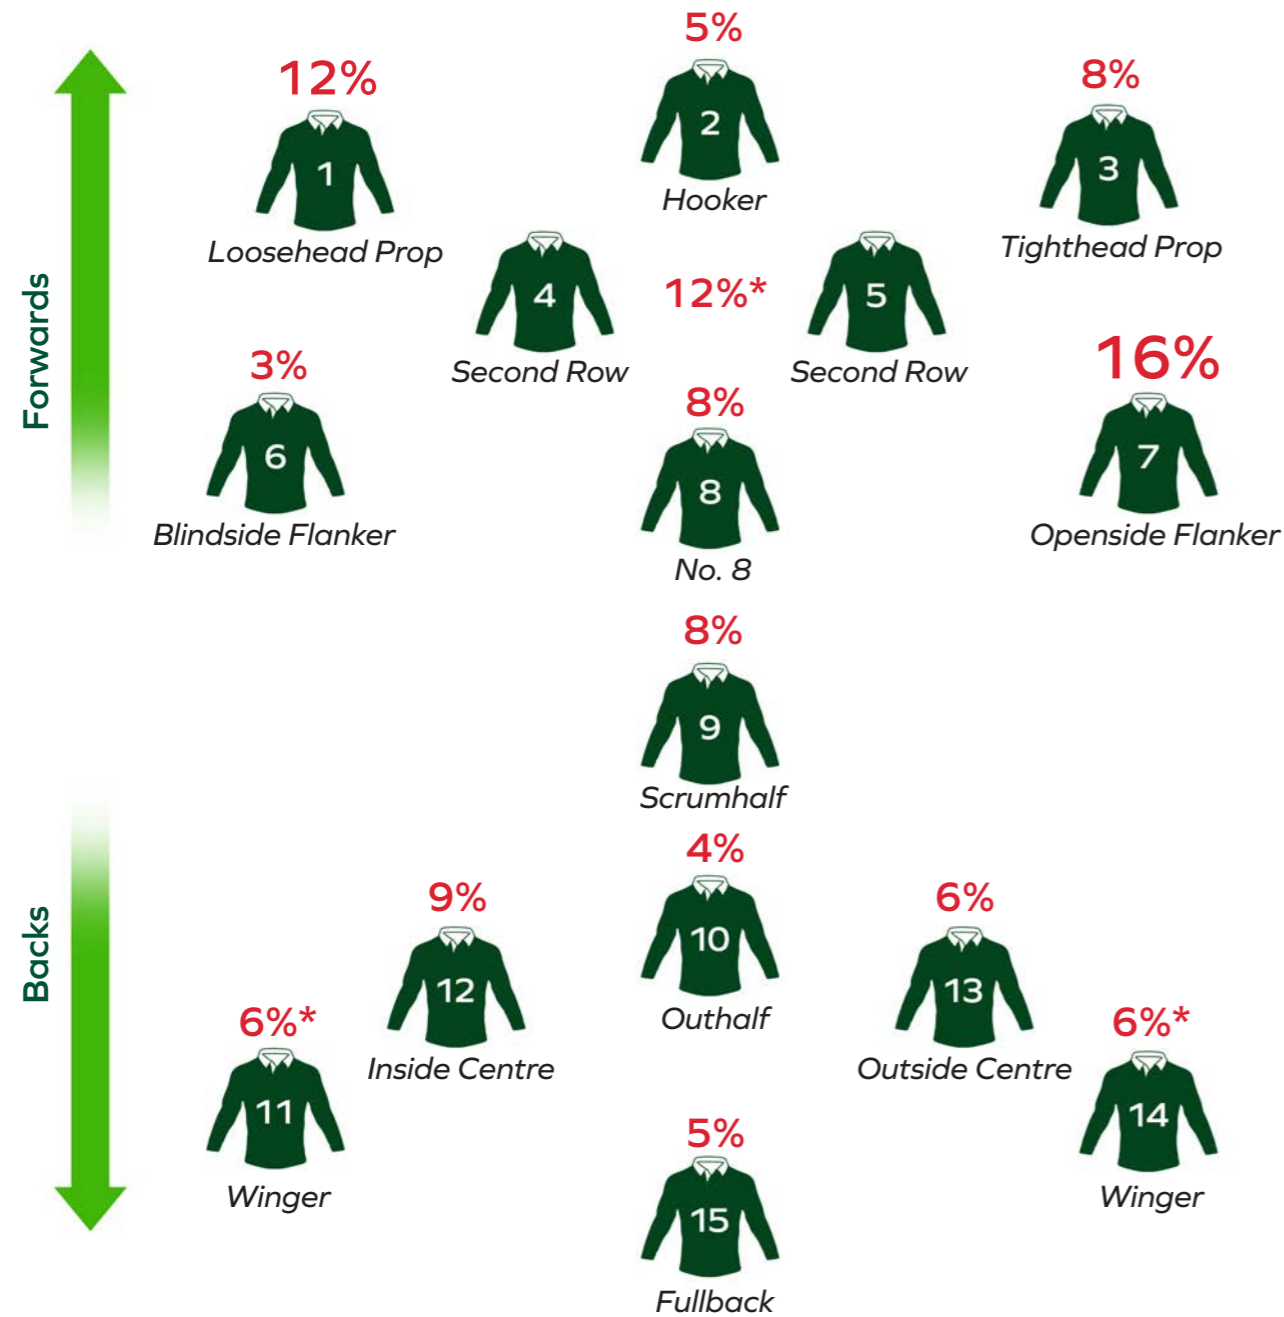 Forwards
5%
2
Hooker
12%
1
Loosehead Prop
8%
3
Tighthead Prop
4
Second Row
12%*
5
Second Row
3%
6
Blindside Flanker
8%
8
No. 8
16%
7
Openside Flanker
8%
9
Scrumhalf
Backs
4%
10
Outhalf
9%
12
Inside Centre
6%
13
Outside Centre
6%*
11
Winger
6%*
14
Winger
5%
15
Fullback